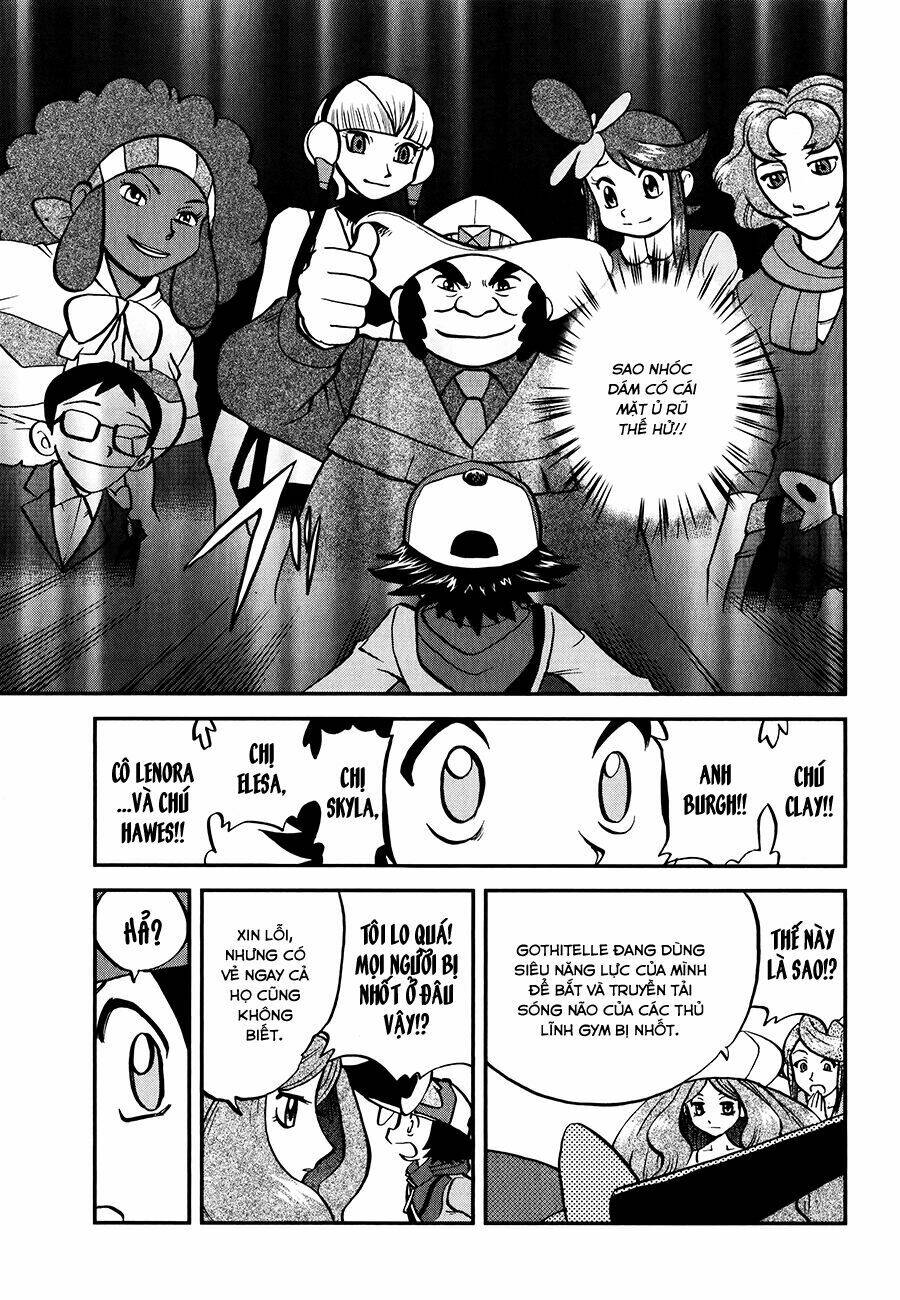 SAO NHÓC
DÁM CÓ CÁI
MẶT Ủ RŨ
THẾ HỬ!!
CHÚ
CLAY!!
ANH
BURGH!!
CHỊ
SKYLA,
CHỊ
ELESA,
CÔ LENORA
...VÀ CHÚ
HAWES!!
THẾ NÀY
LÀ SAO!?
GOTHITELLE ĐANG DÙNG
SIÊU NĂNG LỰC CỦA MÌNH
ĐỂ BẮT VÀ TRUYỀN TẢI
SÓNG NÃO CỦA CÁC THỦ
LĨNH GYM BỊ NHỐT.
TÔI LO QUÁ!
MỌI NGƯỜI BỊ
NHỐT Ở ĐÂU
VẬY!?
XIN LỖI,
NHƯNG CÓ
VẺ NGAY CẢ
HỌ CŨNG
KHÔNG
BIẾT.
HẢ?